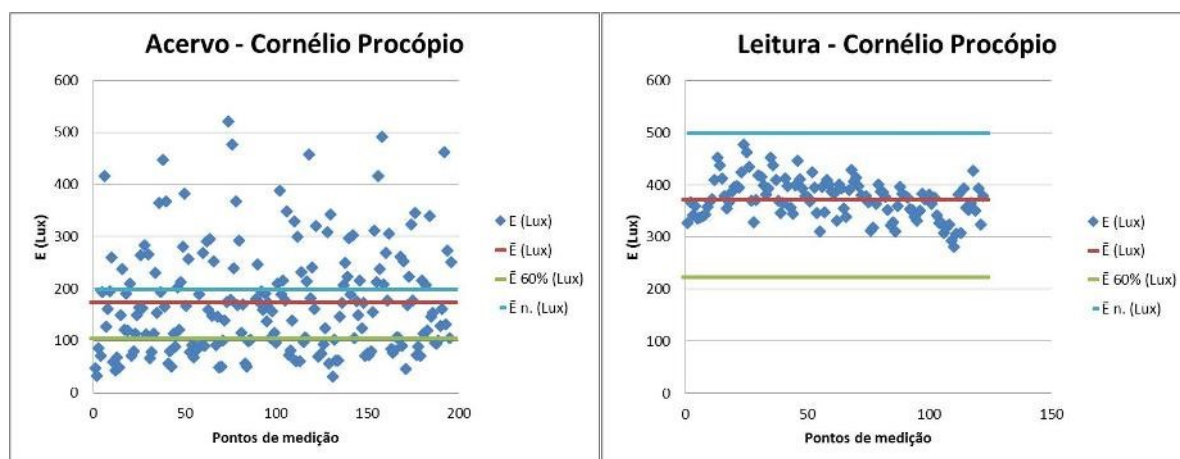 Acervo - Cornélio Procópio
600
500
400
300
200
100
0
E (Lux)
0
50
100
150
200
Pontos de medição
E (Lux)
Ē (Lux)
Ē 60% (Lux)
Ē n. (Lux)
Leitura - Cornélio Procópio
600
500
400
300
200
100
0
E (Lux)
0
50
100
150
Pontos de medição
E (Lux)
Ē (Lux)
Ē 60% (Lux)
Ē n. (Lux)